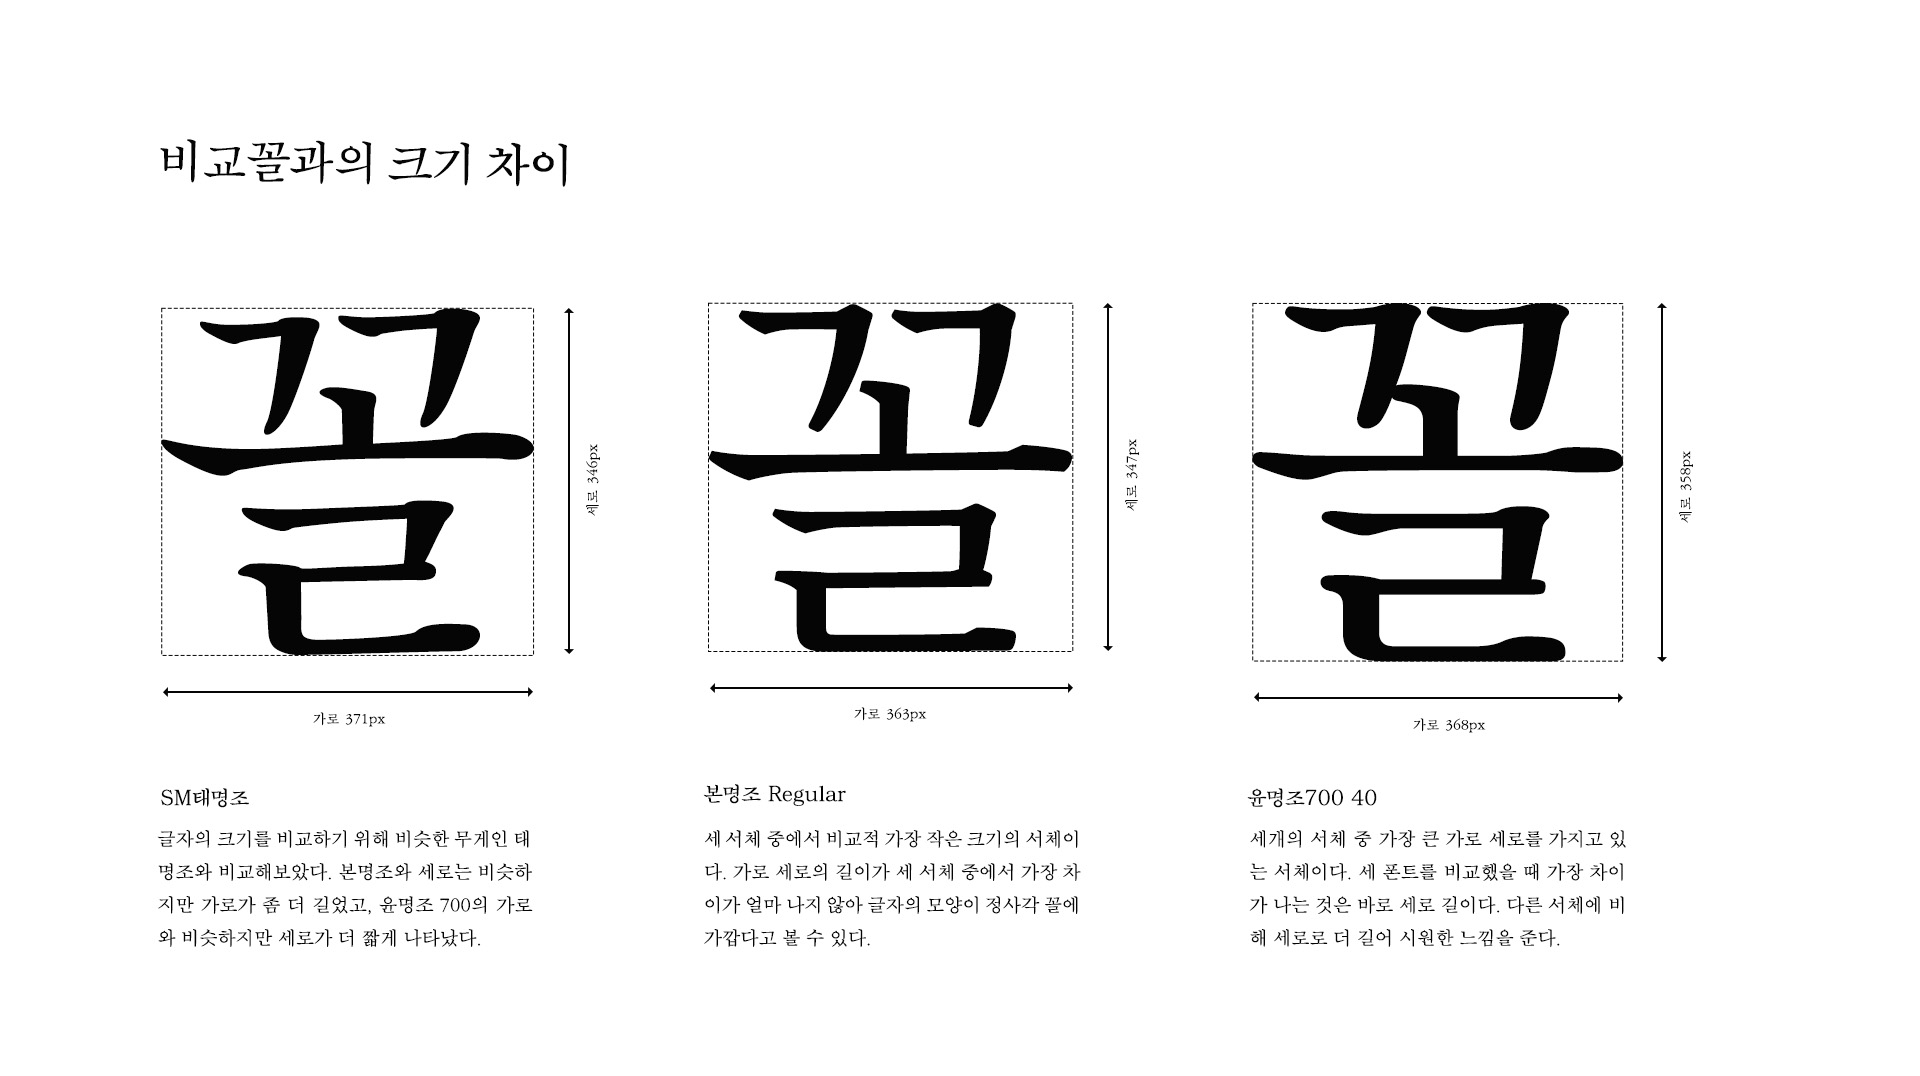 비교꼴과의 크기 차이
꼴
세로 346px
가로 371px
꼴
세로 347px
가로 363px
꼴
세로 358px
가로 368px
SM태명조
글자의 크기를 비교하기 위해 비슷한 무게인 태
명조와 비교해보았다. 본명조와 세로는 비슷하
지만 가로가 좀 더 길었고, 윤명조 700의 가로
와 비슷하지만 세로가 더 짧게 나타났다.
본명조 Regular
세 서체 중에서 비교적 가장 작은 크기의 서체이
다. 가로 세로의 길이가 세 서체 중에서 가장 차
이가 얼마 나지 않아 글자의 모양이 정사각 꼴에
가깝다고 볼 수 있다.
윤명조700 40
세개의 서체 중 가장 큰 가로 세로를 가지고 있
는 서체이다. 세 폰트를 비교했을 때 가장 차이
가 나는 것은 바로 세로 길이다. 다른 서체에 비
해 세로로 더 길어 시원한 느낌을 준다.